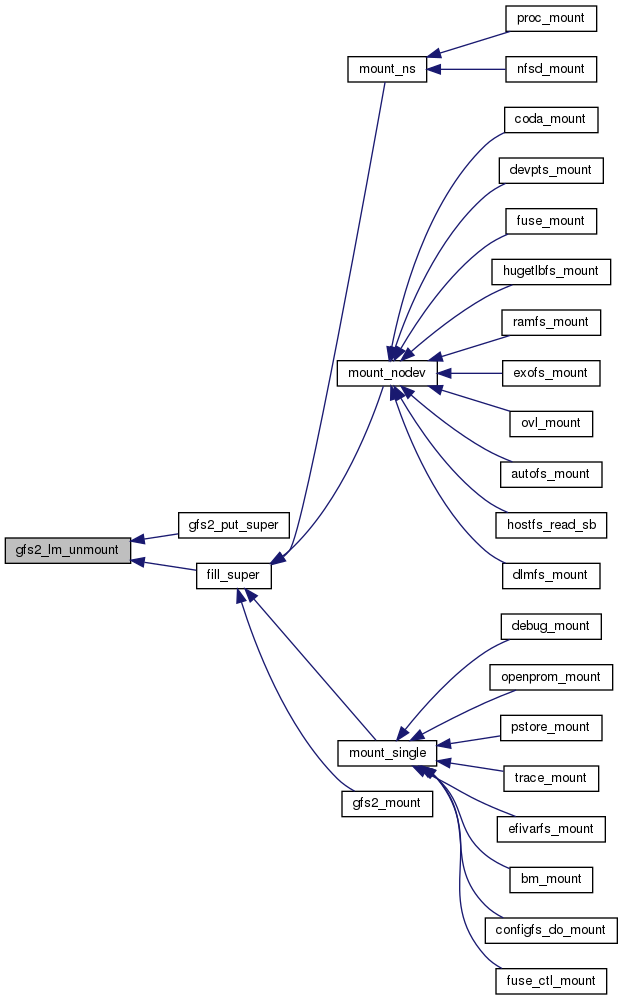 proc_mount
mount_ns
nfsd_mount
coda_mount
devpts_mount
fuse_mount
hugetlbfs_mount
ramfs_mount
mount_nodev
exofs_mount
ovl_mount
autofs_mount
gfs2_put_super
hostfs_read_sb
gfs2_lm_unmount
fill_super
dlmfs_mount
debug_mount
openprom_mount
pstore_mount
mount_single
trace_mount
gfs2_mount
efivarfs_mount
bm_mount
configfs_do_mount
fuse_ctl_mount